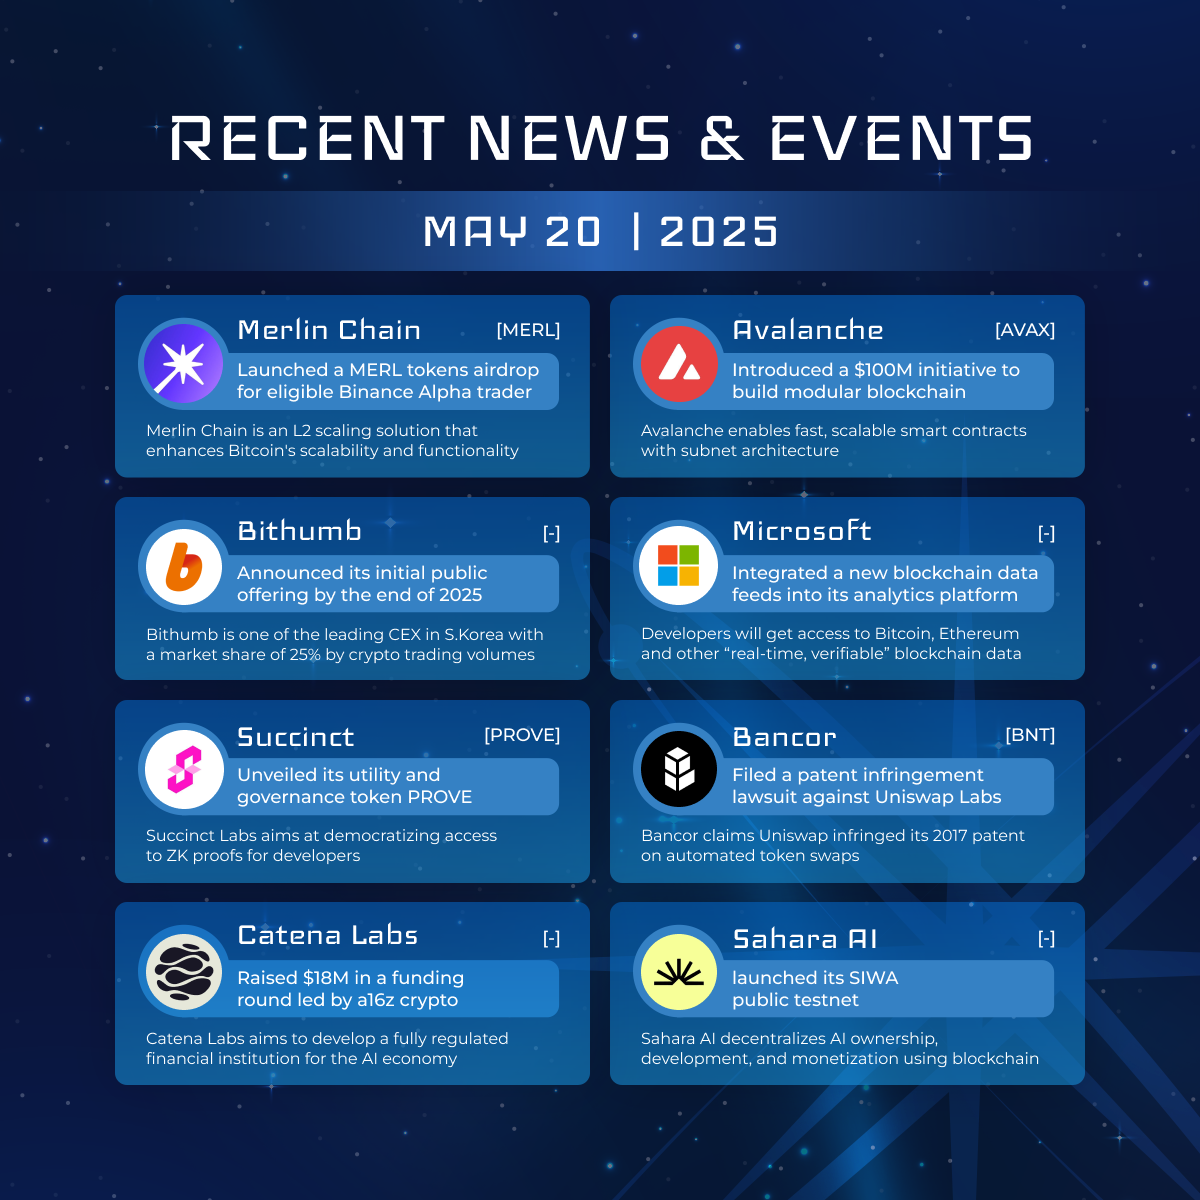 RECENT NEWS & EVENTS
MAY 20 | 2025
Merlin Chain [MERL]
Launched a MERL tokens airdrop
for eligible Binance Alpha trader
Merlin Chain is an L2 scaling solution that
enhances Bitcoin's scalability and functionality
Avalanche [AVAX]
Introduced a $100M initiative to
build modular blockchain
Avalanche enables fast, scalable smart contracts
with subnet architecture
Bithumb [-]
Announced its initial public
offering by the end of 2025
Bithumb is one of the leading CEX in S.Korea with
a market share of 25% by crypto trading volumes
Microsoft [-]
Integrated a new blockchain data
feeds into its analytics platform
Developers will get access to Bitcoin, Ethereum
and other “real-time, verifiable” blockchain data
Succinct [PROVE]
Unveiled its utility and
governance token PROVE
Succinct Labs aims at democratizing access
to ZK proofs for developers
Bancor [BNT]
Filed a patent infringement
lawsuit against Uniswap Labs
Bancor claims Uniswap infringed its 2017 patent
on automated token swaps
Catena Labs [-]
Raised $18M in a funding
round led by a16z crypto
Catena Labs aims to develop a fully regulated
financial institution for the AI economy
Sahara AI [-]
launched its SIWA
public testnet
Sahara AI decentralizes AI ownership,
development, and monetization using blockchain